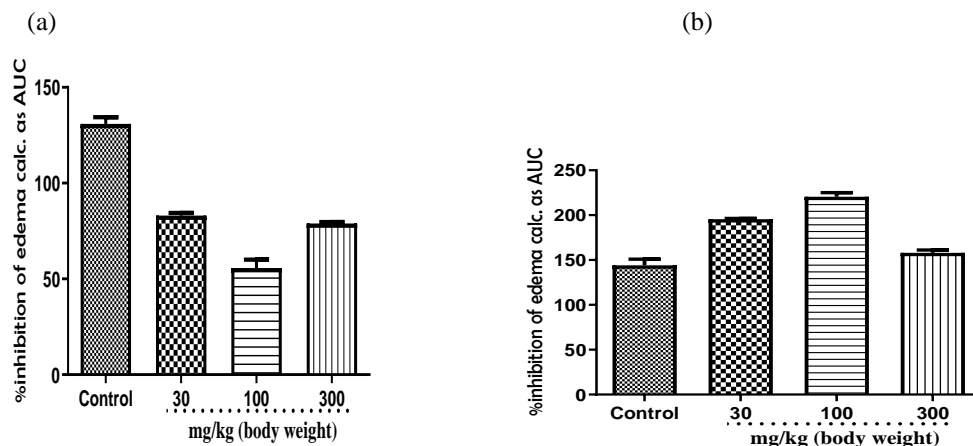 (a)
(b)
%inhibition of edema calc. as AUC
150
100
50
0
Control
30
100
300
mg/kg (body weight)
%inhibition of edema calc. as AUC
250
200
150
100
50
0
Control
30
100
300
mg/kg (body weight)